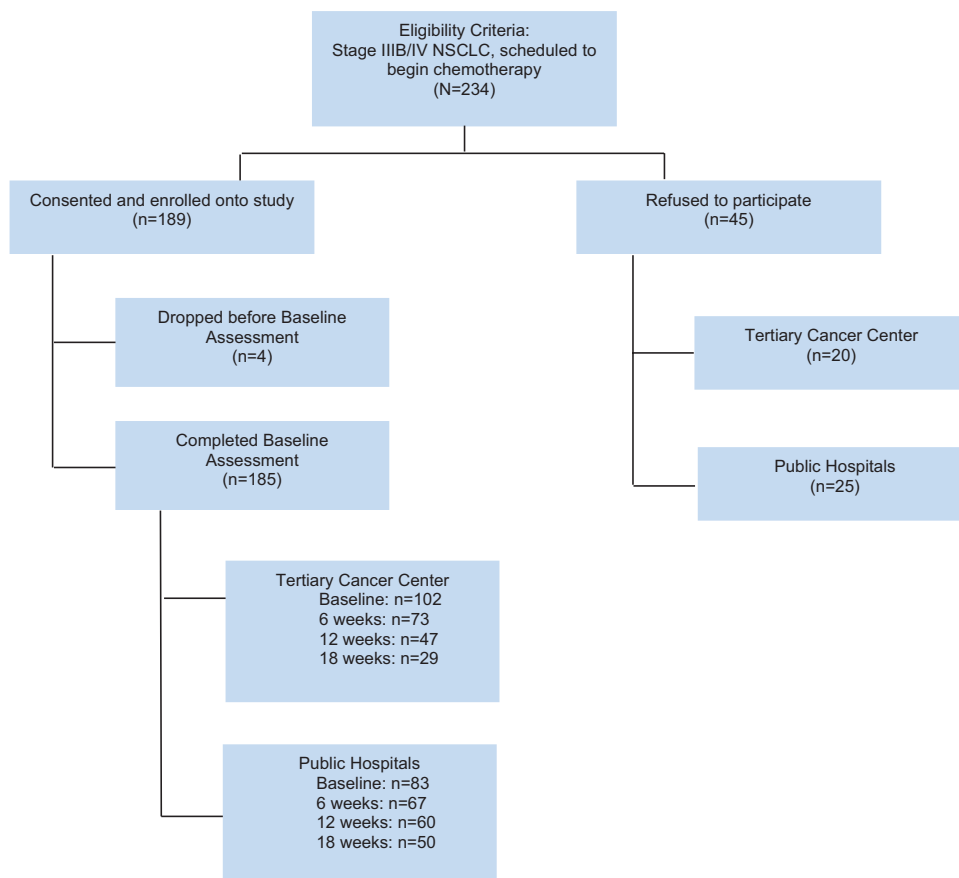 Eligibility Criteria:
Stage IIIB/IV NSCLC, scheduled to
begin chemotherapy
(N=234)
Consented and enrolled onto study
(n=189)
Refused to participate
(n=45)
Dropped before Baseline
Assessment
(n=4)
Tertiary Cancer Center
(n=20)
Completed Baseline
Assessment
(n=185)
Public Hospitals
(n=25)
Tertiary Cancer Center
Baseline: n=102
6 weeks: n=73
12 weeks: n=47
18 weeks: n=29
Public Hospitals
Baseline: n=83
6 weeks: n=67
12 weeks: n=60
18 weeks: n=50